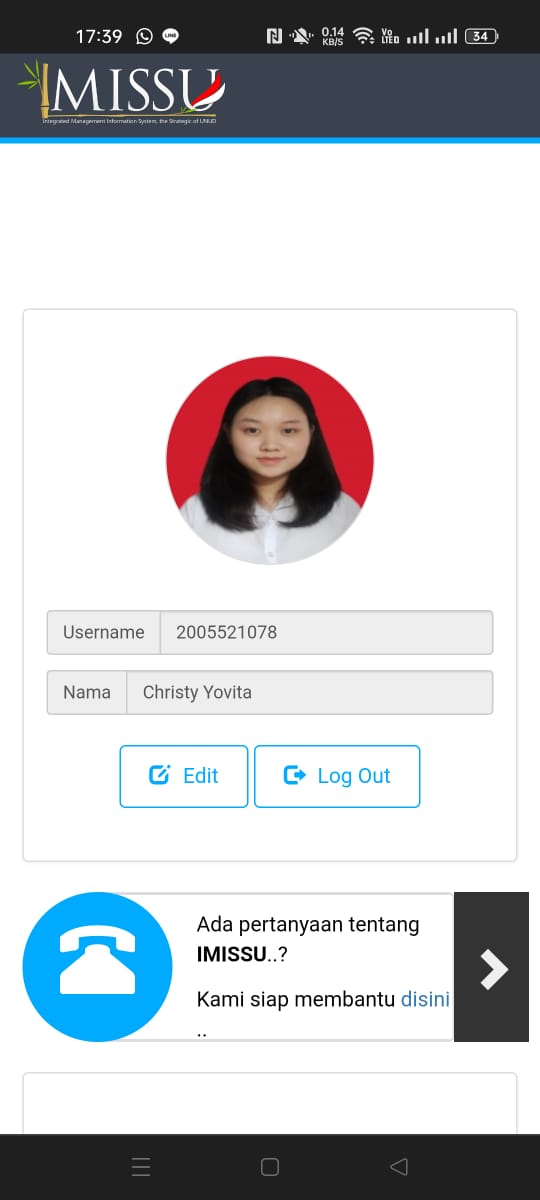 17:39
LINE
0.14
KB/S
Vo
LTE
34
IMISSU
Integrated Management Information System, the Strategic of UNUD
Username 2005521078
Nama Christy Yovita
Edit Log Out
Ada pertanyaan tentang
IMISSU..?
Kami siap membantu disini
..